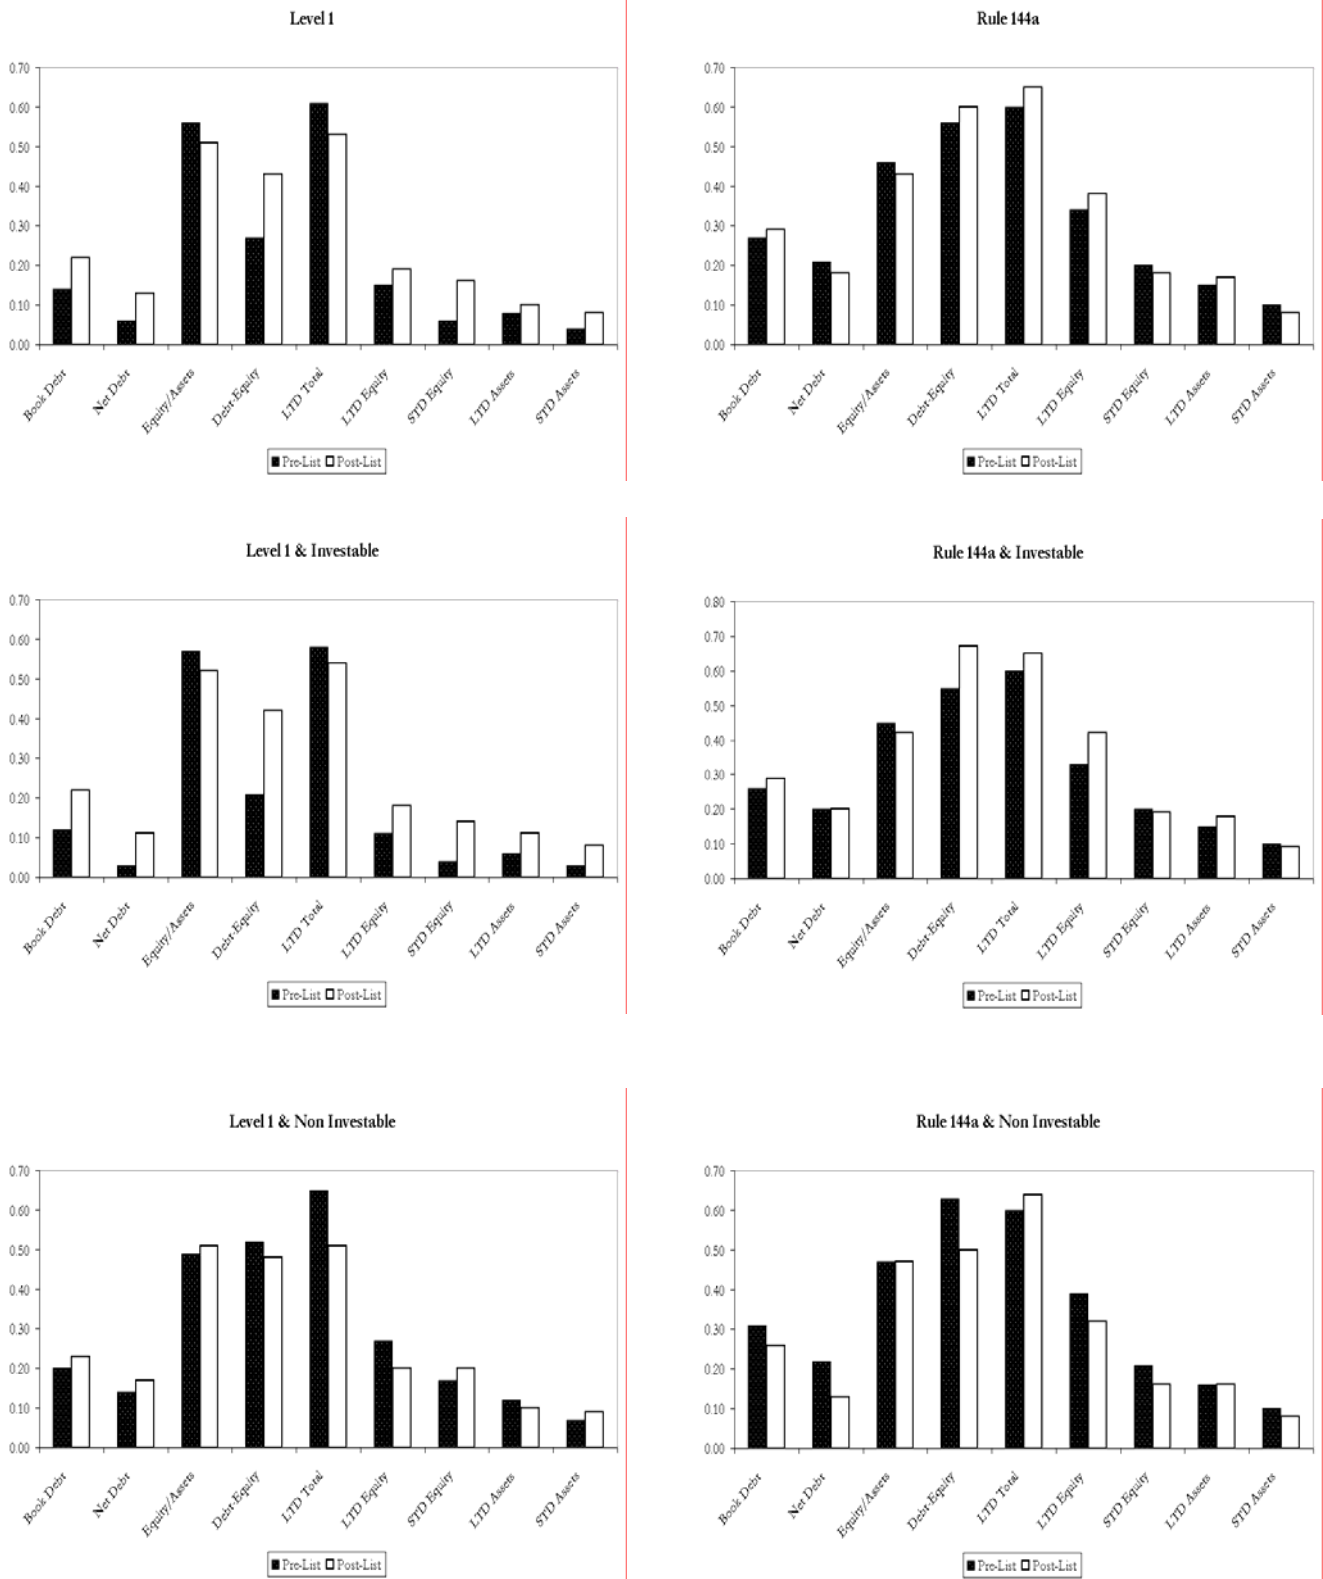 Level 1
0.70
0.60
0.50
0.40
0.30
0.20
0.10
0.00
Book Debt
Net Debt
Equity/Assets
Debt-Equity
LTD Total
LTD Equity
STD Equity
LTD Assets
STD Assets
Pre-List Post-List
Rule 144a
0.70
0.60
0.50
0.40
0.30
0.20
0.10
0.00
Book Debt
Net Debt
Equity/Assets
Debt-Equity
LTD Total
LTD Equity
STD Equity
LTD Assets
STD Assets
Pre-List Post-List
Level 1 & Investable
0.70
0.60
0.50
0.40
0.30
0.20
0.10
0.00
Book Debt
Net Debt
Equity/Assets
Debt-Equity
LTD Total
LTD Equity
STD Equity
LTD Assets
STD Assets
Pre-List Post-List
Rule 144a & Investable
0.80
0.70
0.60
0.50
0.40
0.30
0.20
0.10
0.00
Book Debt
Net Debt
Equity/Assets
Debt-Equity
LTD Total
LTD Equity
STD Equity
LTD Assets
STD Assets
Pre-List Post-List
Level 1 & Non Investable
0.70
0.60
0.50
0.40
0.30
0.20
0.10
0.00
Book Debt
Net Debt
Equity/Assets
Debt-Equity
LTD Total
LTD Equity
STD Equity
LTD Assets
STD Assets
Pre-List Post-List
Rule 144a & Non Investable
0.70
0.60
0.50
0.40
0.30
0.20
0.10
0.00
Book Debt
Net Debt
Equity/Assets
Debt-Equity
LTD Total
LTD Equity
STD Equity
LTD Assets
STD Assets
Pre-List Post-List